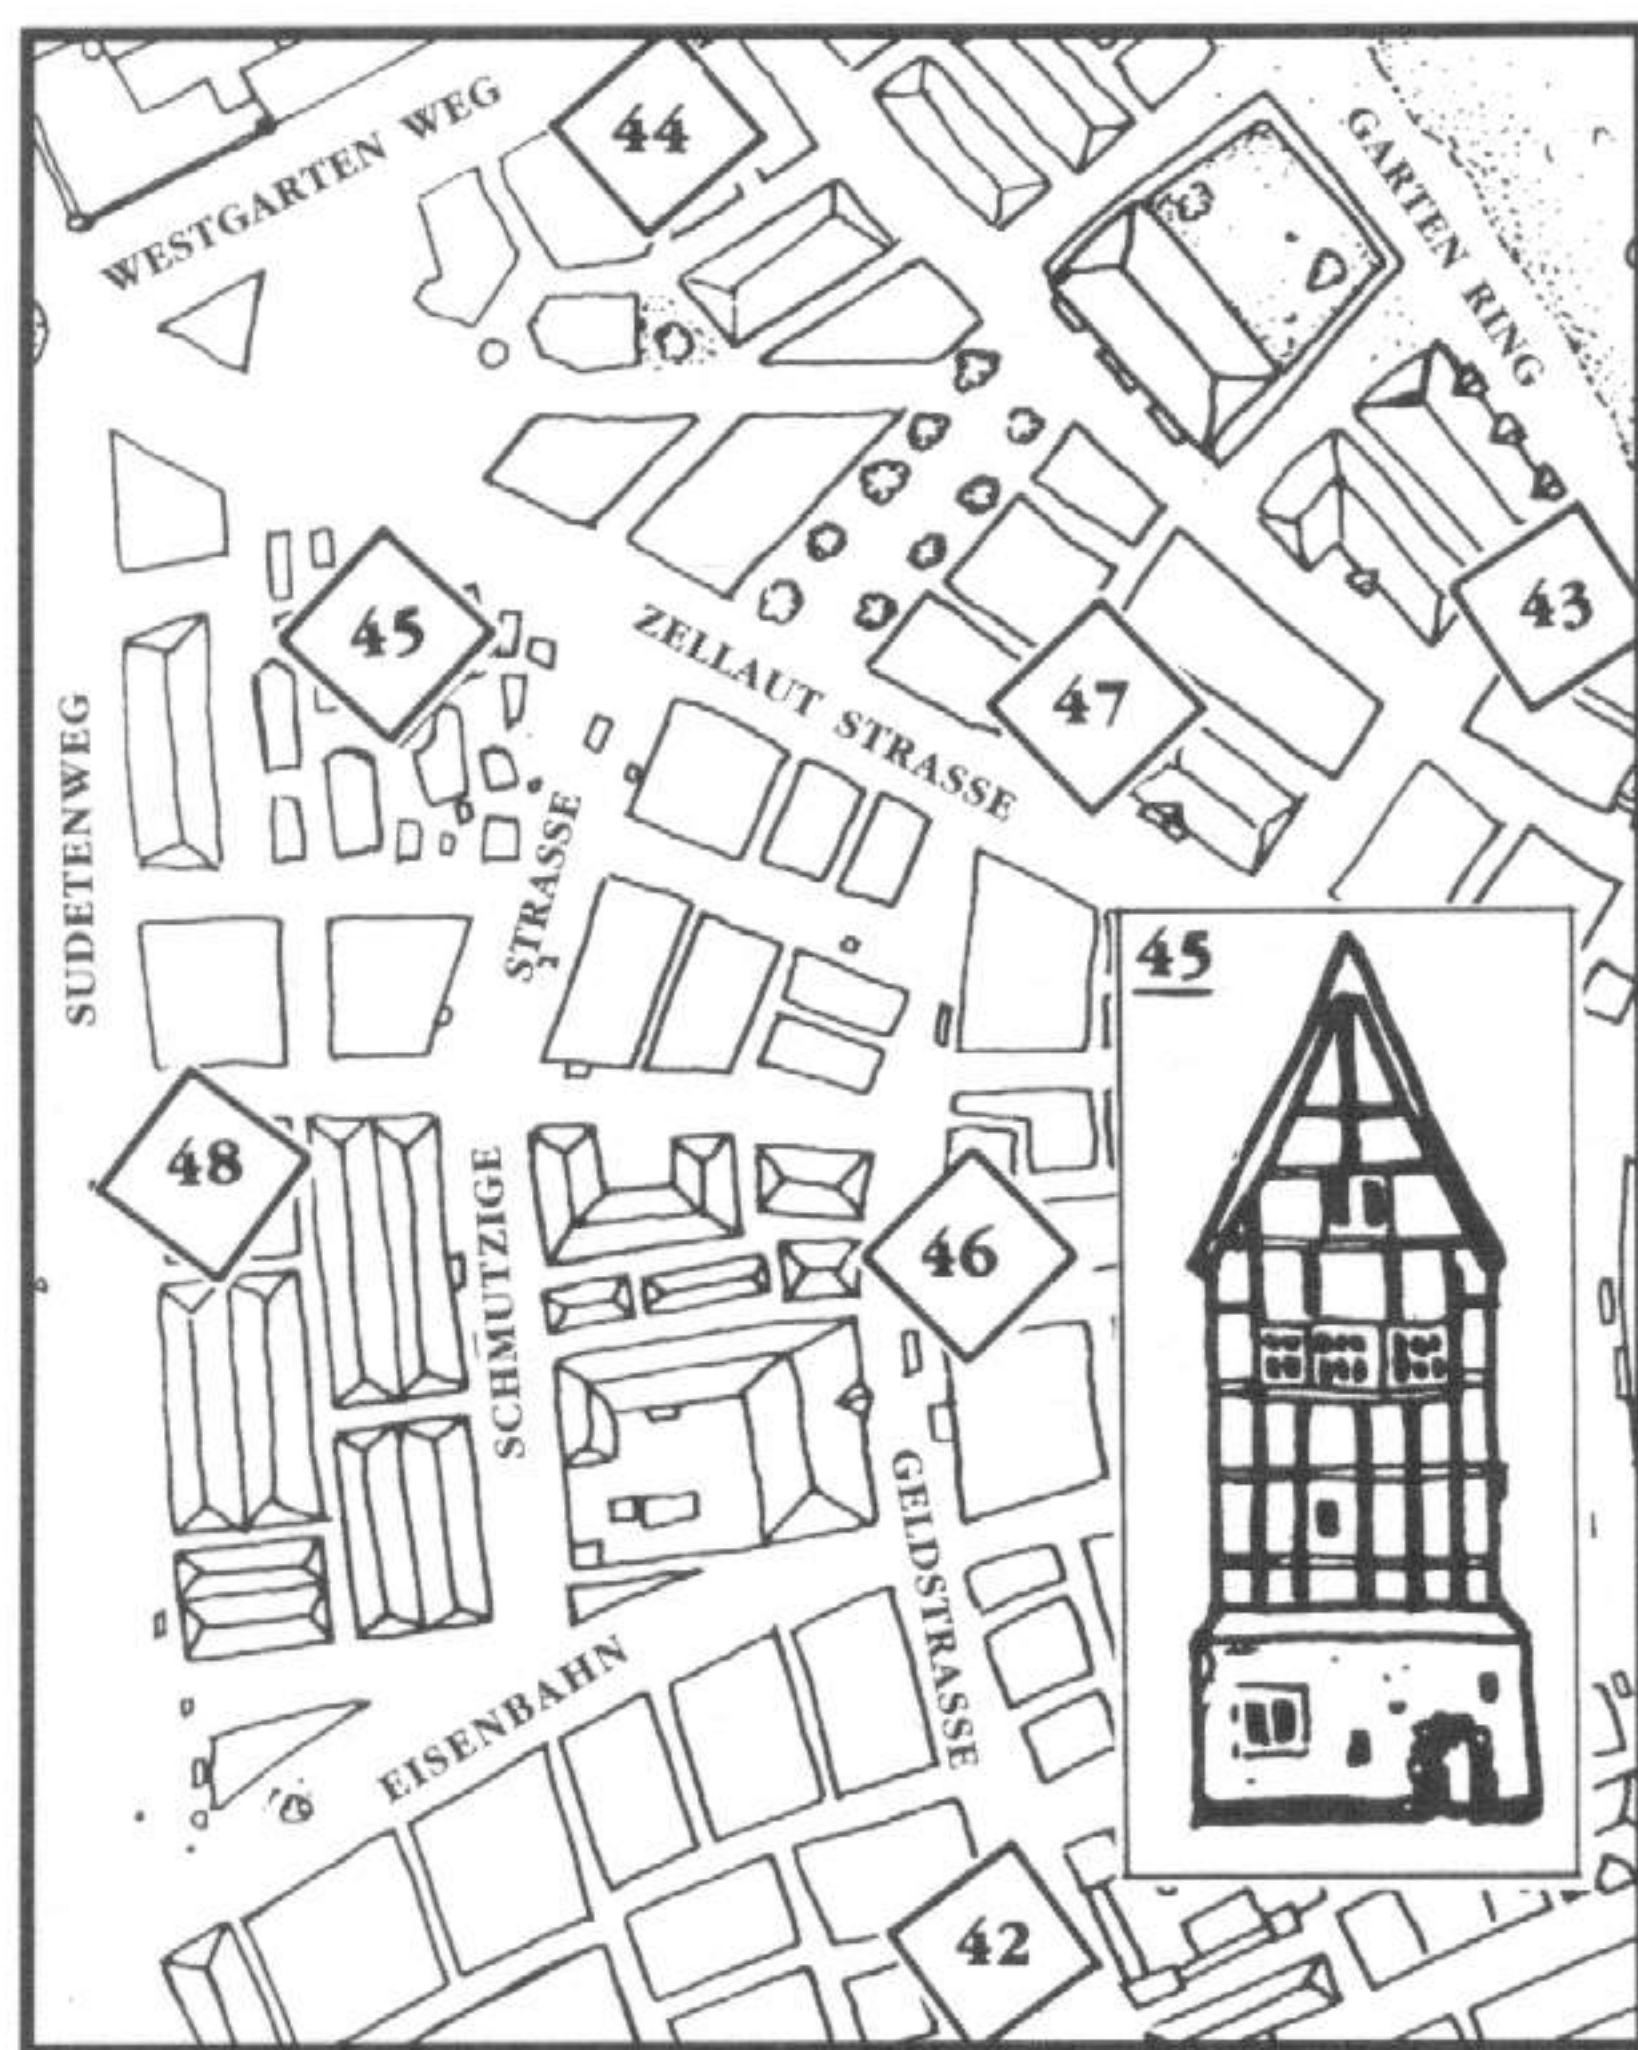 44
WESTGARTEN WEG
GARTEN RING
45
43
ZELLAUT STRASSE
47
SUDETENWEG
SCHMUTZIGE STRASSE
45
48
46
GELDSTRASSE
EISENBAHN
42